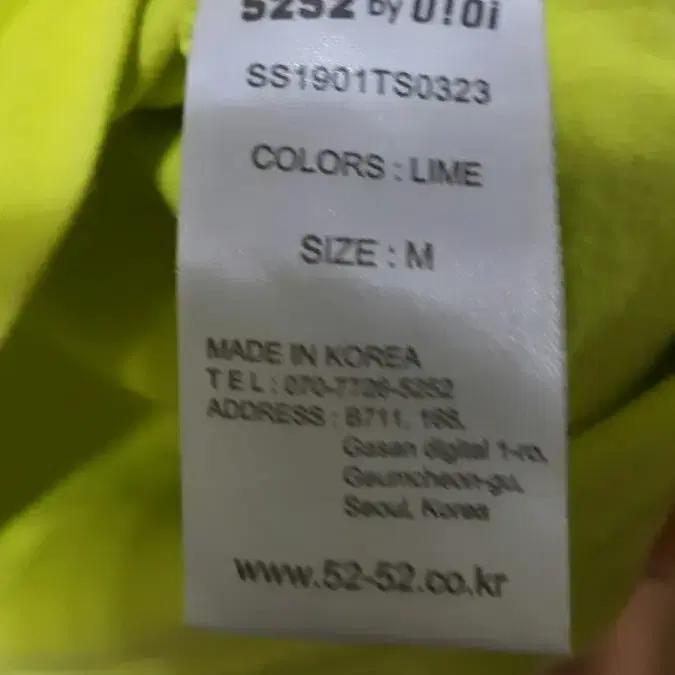 5252 by O!Oi
SS1901TS0323
COLORS : LIME
SIZE : M
MADE IN KOREA
TEL : 070-7726-5252
ADDRESS : B711, 168,
Gasan digital 1-ro,
Geumcheon-gu,
Seoul, Korea
www.52-52.co.kr